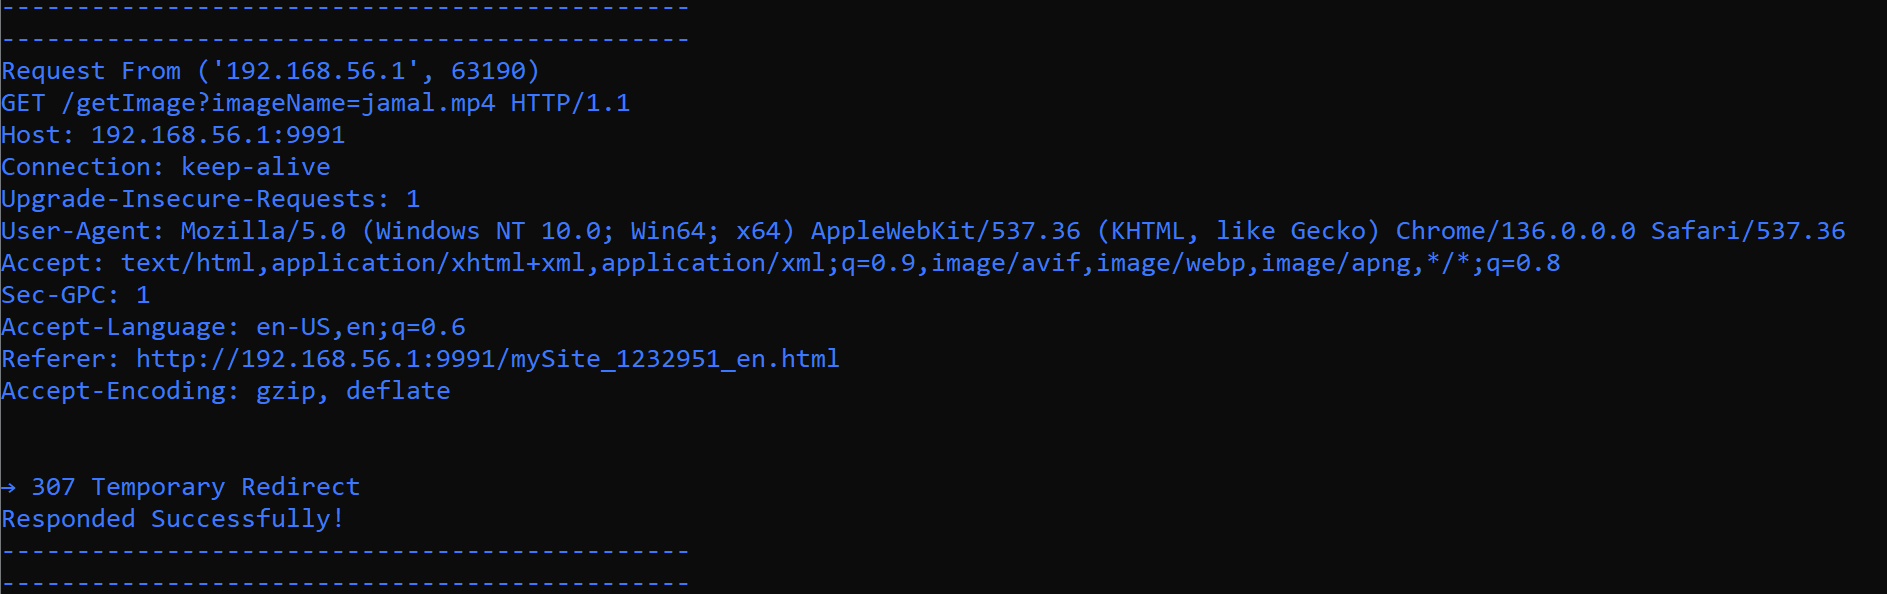 ----------------------------------------------
----------------------------------------------
Request From ('192.168.56.1', 63190)
GET /getImage?imageName=jamal.mp4 HTTP/1.1
Host: 192.168.56.1:9991
Connection: keep-alive
Upgrade-Insecure-Requests: 1
User-Agent: Mozilla/5.0 (Windows NT 10.0; Win64; x64) AppleWebKit/537.36 (KHTML, like Gecko) Chrome/136.0.0.0 Safari/537.36
Accept: text/html,application/xhtml+xml,application/xml;q=0.9,image/avif,image/webp,image/apng,*/*;q=0.8
Sec-GPC: 1
Accept-Language: en-US,en;q=0.6
Referer: http://192.168.56.1:9991/mySite_1232951_en.html
Accept-Encoding: gzip, deflate
→ 307 Temporary Redirect
Responded Successfully!
----------------------------------------------
----------------------------------------------